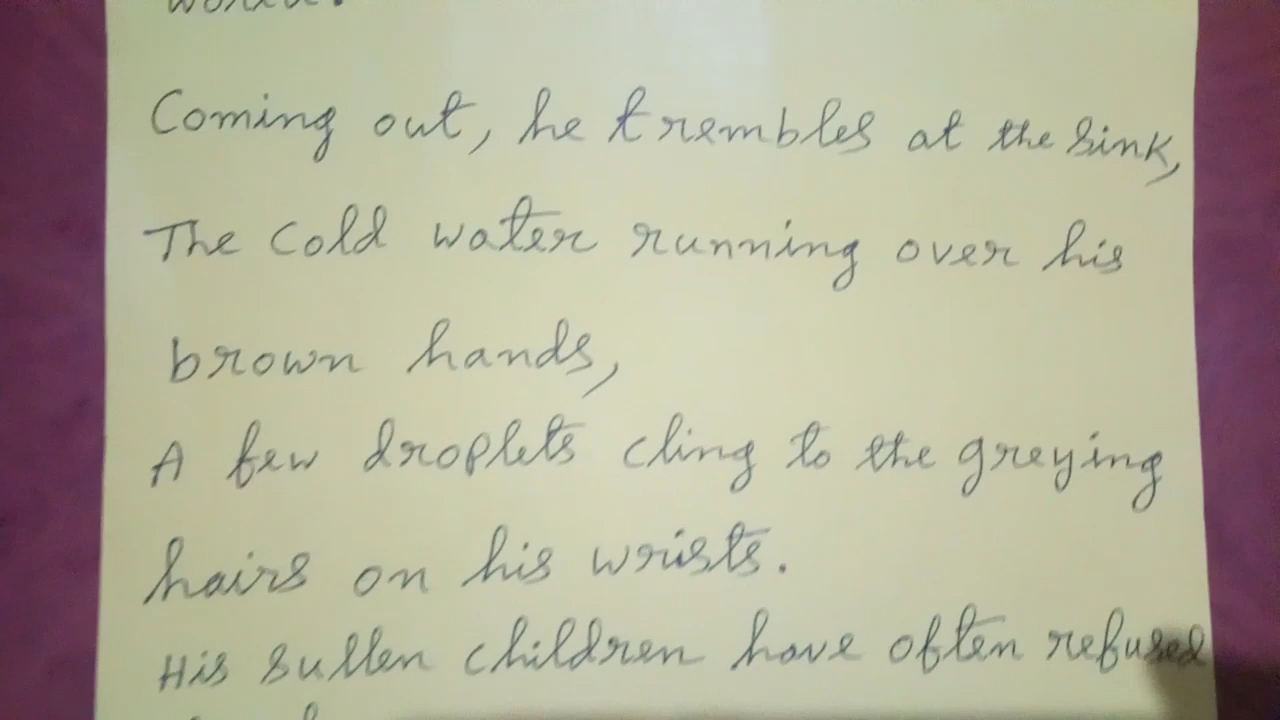 Coming out, he trembles at the sink,
The cold water running over his
brown hands,
A few droplets cling to the greying
hairs on his wrists.
His sullen children have often refused